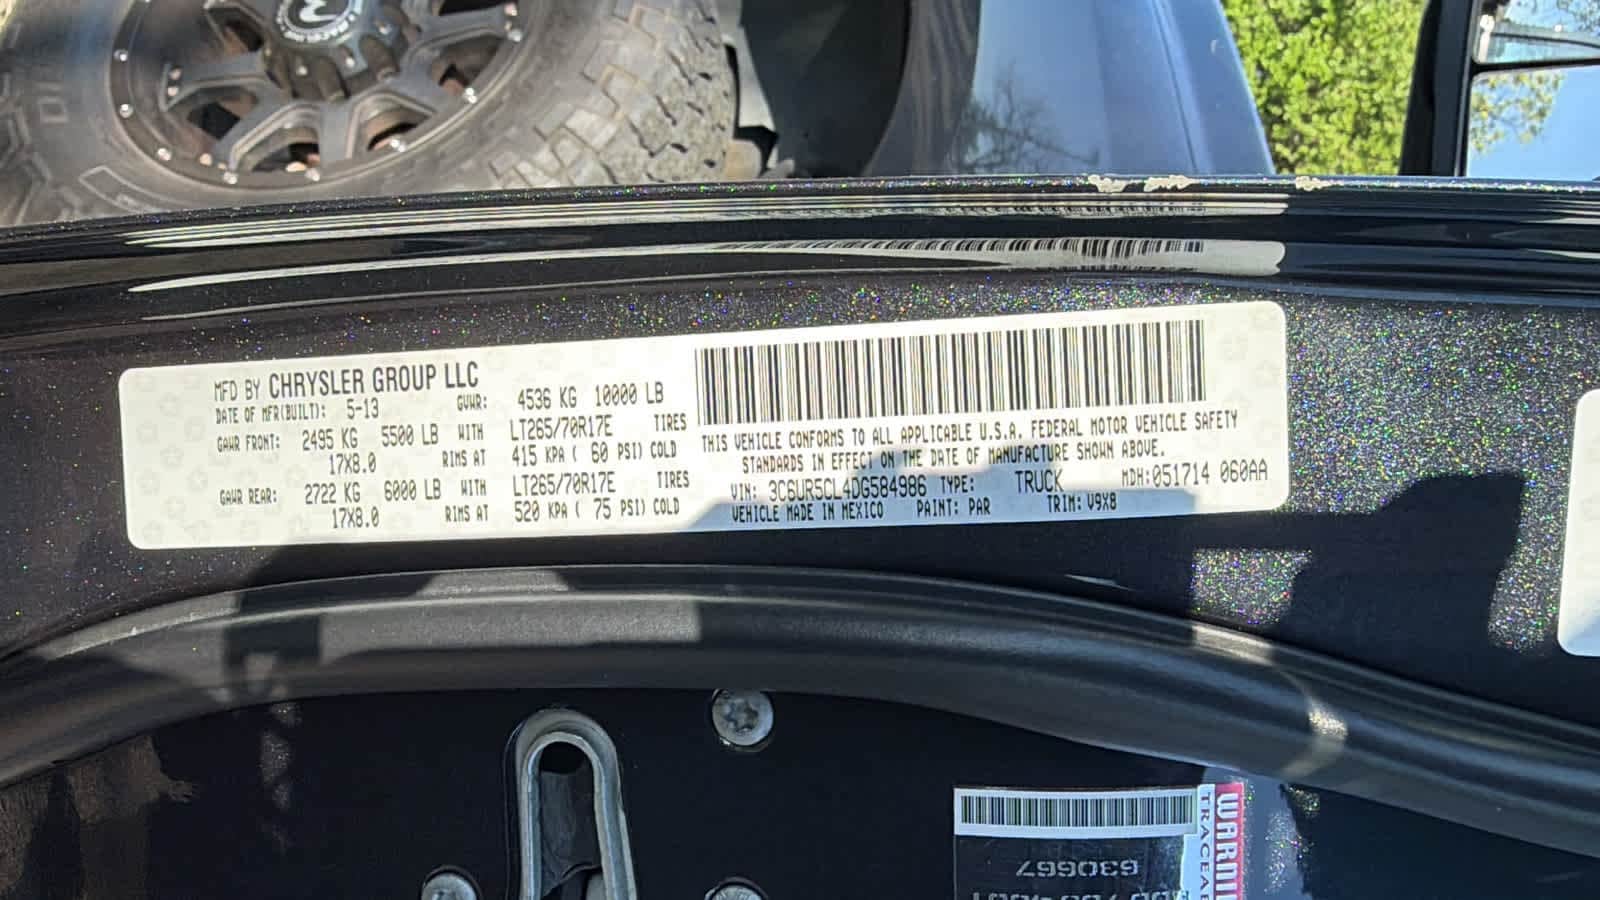 MFD BY CHRYSLER GROUP LLC
DATE OF MFR(BUILT): 5-13 GVWR: 4536 KG 10000 LB
GAWR FRONT: 2495 KG 5500 LB WITH LT265/70R17E TIRES
17X8.0 RIMS AT 415 KPA ( 60 PSI) COLD
GAWR REAR: 2722 KG 6000 LB WITH LT265/70R17E TIRES
17X8.0 RIMS AT 520 KPA ( 75 PSI) COLD
THIS VEHICLE CONFORMS TO ALL APPLICABLE U.S.A. FEDERAL MOTOR VEHICLE SAFETY
STANDARDS IN EFFECT ON THE DATE OF MANUFACTURE SHOWN ABOVE.
VIN: 3C6UR5CL4DG584986 TYPE: TRUCK MDH:051714 060AA
VEHICLE MADE IN MEXICO PAINT: PAR TRIM: V9X8
630667
WARNI
TRACEA